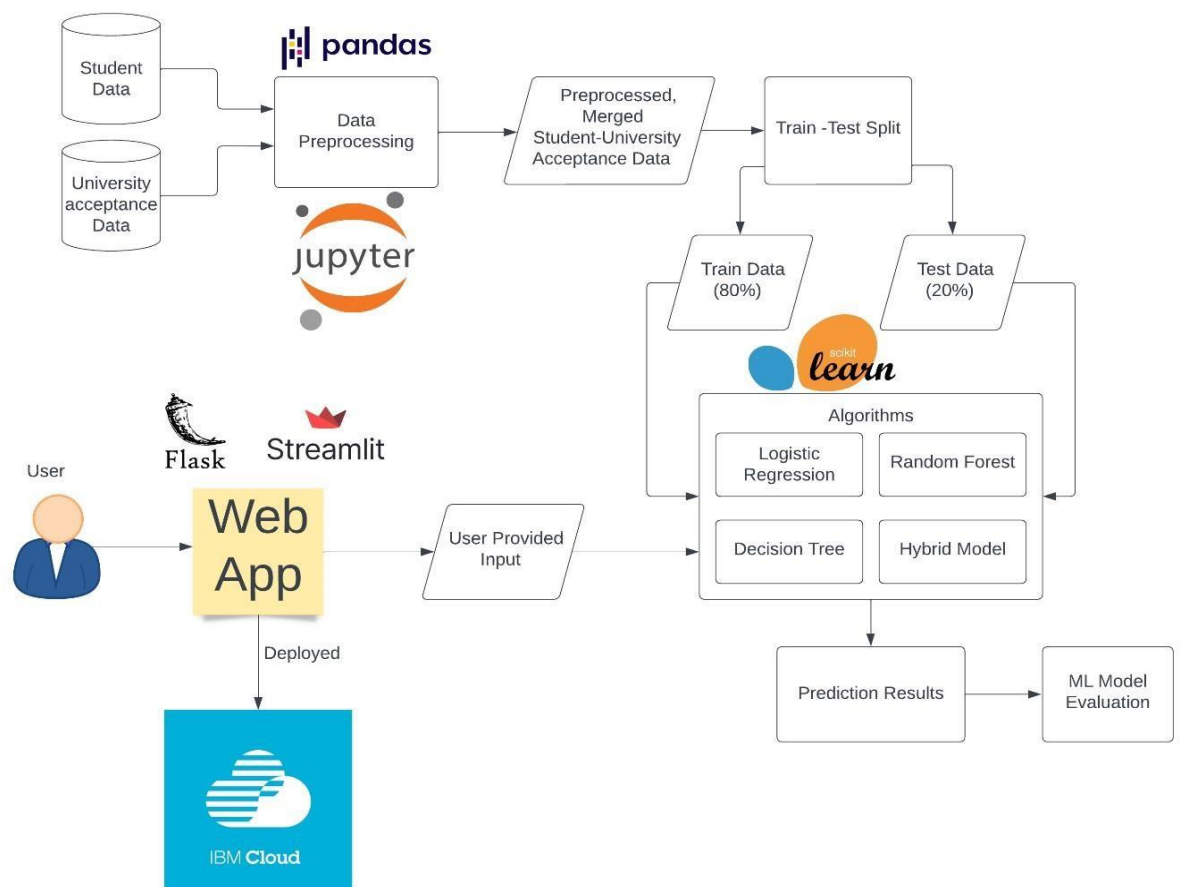 Student
Data
University
acceptance
Data
pandas
Data
Preprocessing
jupyter
Preprocessed,
Merged
Student-University
Acceptance Data
Train -Test Split
Train Data
(80%)
Test Data
(20%)
scikit
learn
Algorithms
Logistic
Regression
Random Forest
Decision Tree
Hybrid Model
Flask
Streamlit
User
Web
App
User Provided
Input
Deployed
IBM Cloud
Prediction Results
ML Model
Evaluation